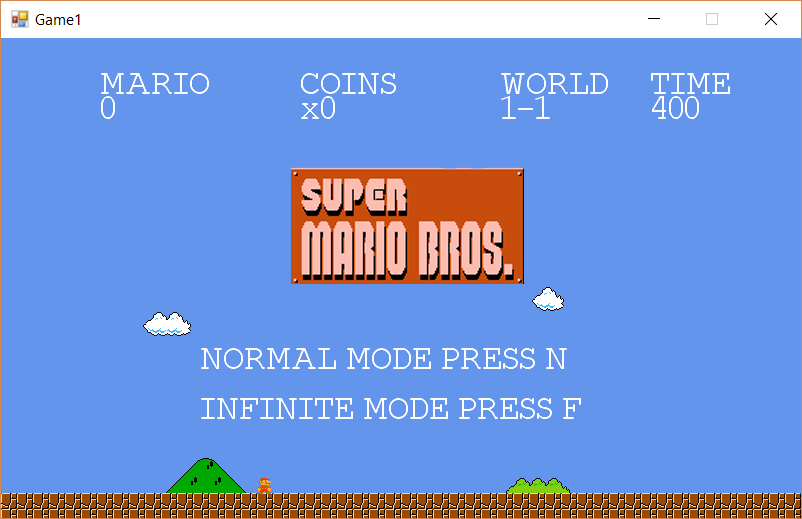 Game1
MARIO COINS WORLD TIME
0 x0 1-1 400
SUPER
MARIO BROS.
NORMAL MODE PRESS N
INFINITE MODE PRESS F